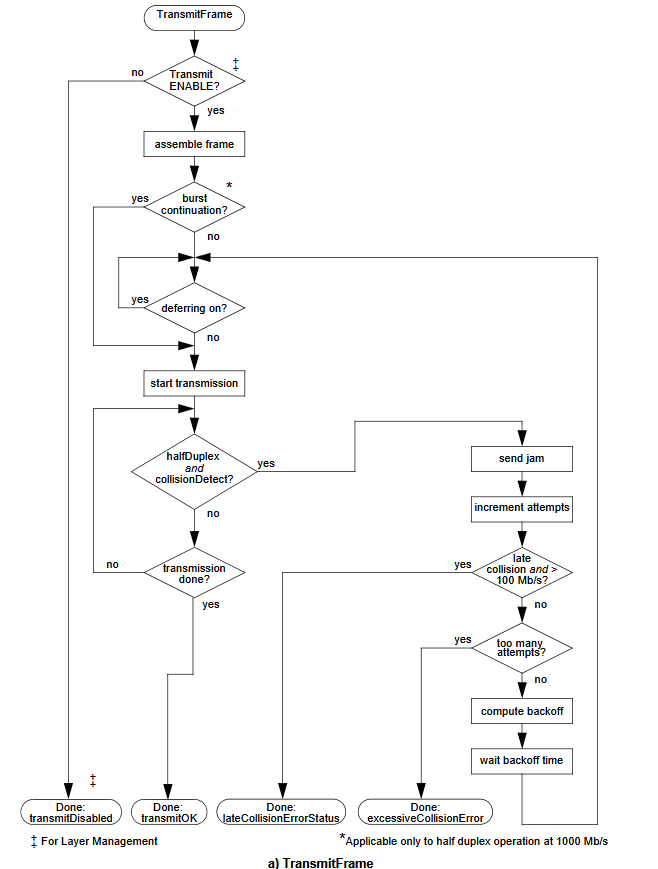 TransmitFrame
‡
no
Transmit
ENABLE?
yes
assemble frame
*
yes
burst
continuation?
no
yes
deferring on?
no
start transmission
halfDuplex
and
collisionDetect?
yes
no
send jam
increment attempts
no
transmission
done?
yes
yes
late
collision and >
100 Mb/s?
no
yes
too many
attempts?
no
compute backoff
wait backoff time
‡
Done:
transmitDisabled
Done:
transmitOK
Done:
lateCollisionErrorStatus
Done:
excessiveCollisionError
‡ For Layer Management
*Applicable only to half duplex operation at 1000 Mb/s
a) TransmitFrame